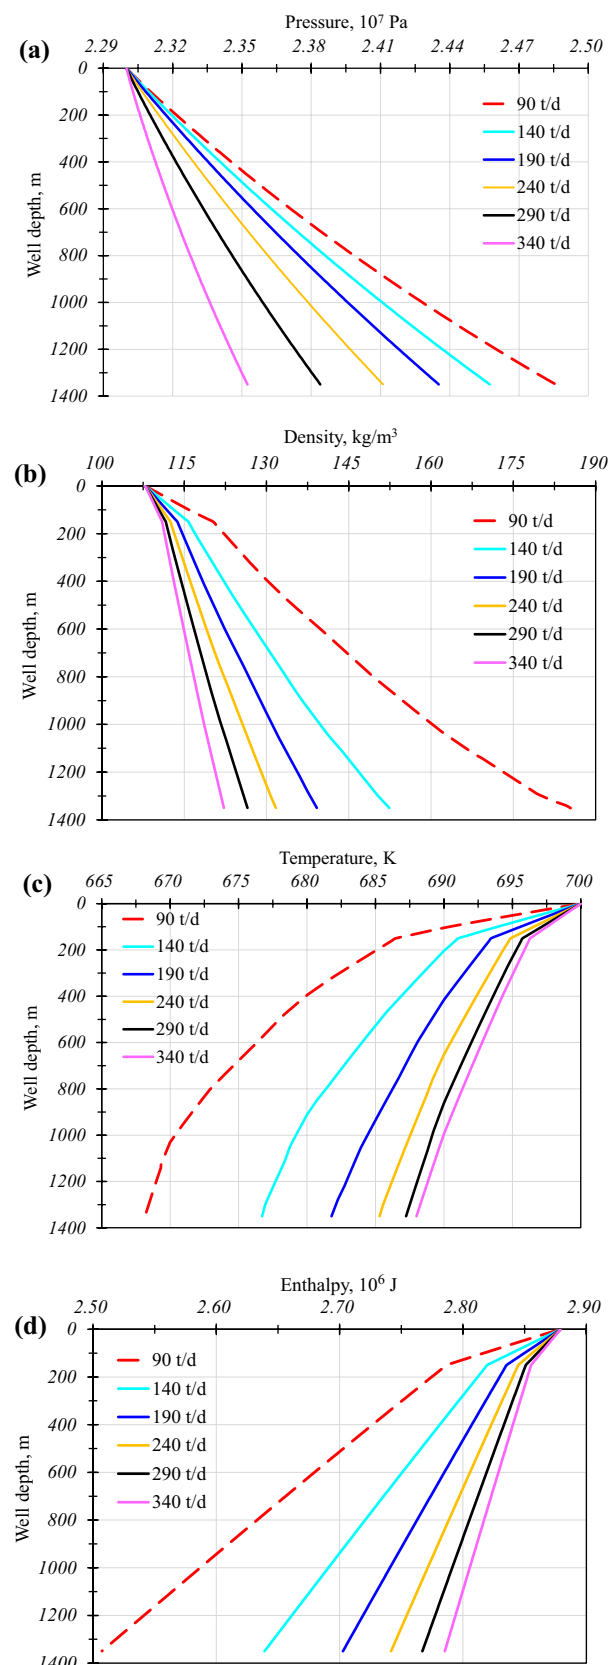 Pressure, 10⁷ Pa
(a)
2.29 2.32 2.35 2.38 2.41 2.44 2.47 2.50
0
200
400
600
800
1000
1200
1400
Well depth, m
90 t/d
140 t/d
190 t/d
240 t/d
290 t/d
340 t/d
Density, kg/m³
(b)
100 115 130 145 160 175 190
0
200
400
600
800
1000
1200
1400
Well depth, m
90 t/d
140 t/d
190 t/d
240 t/d
290 t/d
340 t/d
Temperature, K
(c)
665 670 675 680 685 690 695 700
0
200
400
600
800
1000
1200
1400
Well depth, m
90 t/d
140 t/d
190 t/d
240 t/d
290 t/d
340 t/d
Enthalpy, 10⁶ J
(d)
2.50 2.60 2.70 2.80 2.90
0
200
400
600
800
1000
1200
1400
Well depth, m
90 t/d
140 t/d
190 t/d
240 t/d
290 t/d
340 t/d